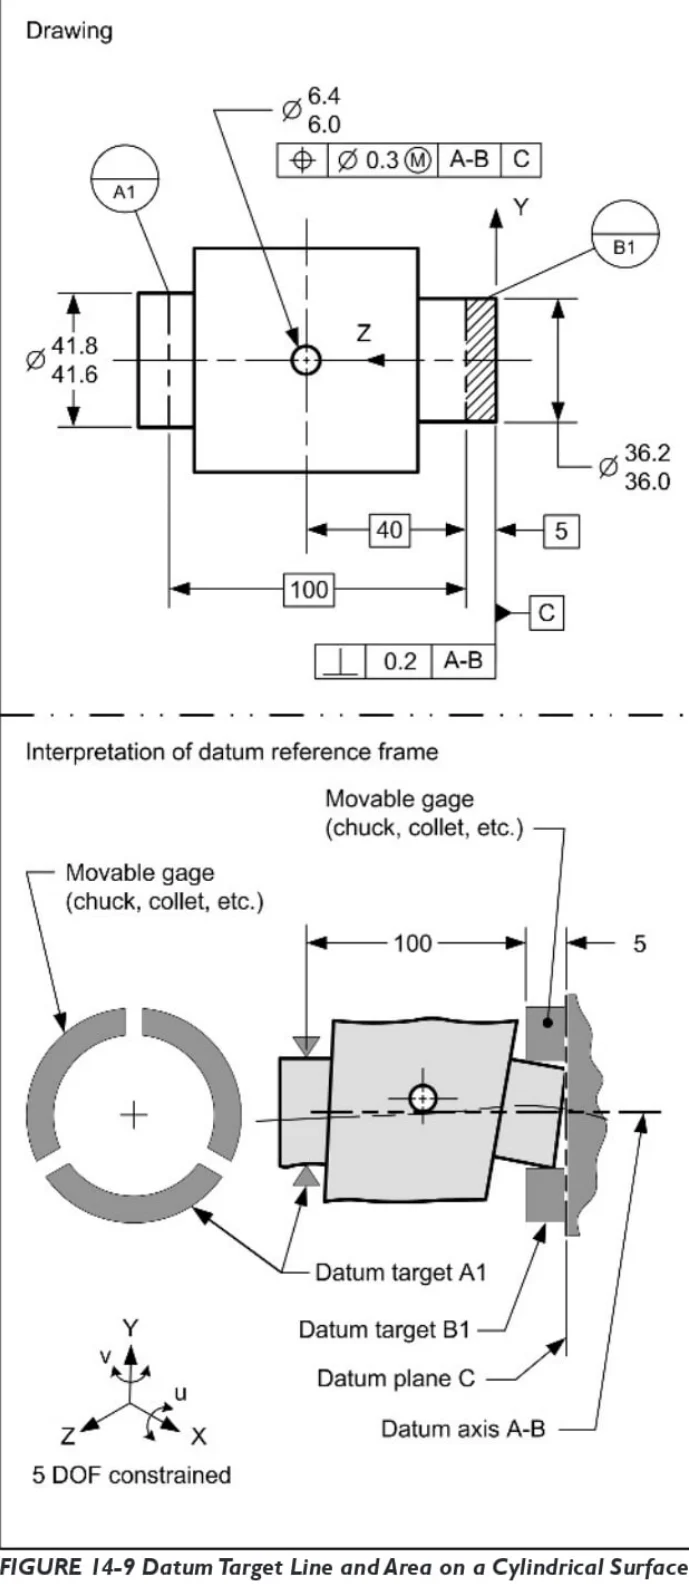 Drawing
⌀ 6.4
6.0
⌖ ⌀ 0.3 Ⓜ A-B C
A1
Y
B1
Z
⌀ 41.8
41.6
⌀ 36.2
36.0
40
5
100
C
⟂ 0.2 A-B
Interpretation of datum reference frame
Movable gage
(chuck, collet, etc.)
Movable gage
(chuck, collet, etc.)
100
5
Datum target A1
Datum target B1
Datum plane C
Datum axis A-B
Y
v
u
Z
X
5 DOF constrained
FIGURE 14-9 Datum Target Line and Area on a Cylindrical Surface